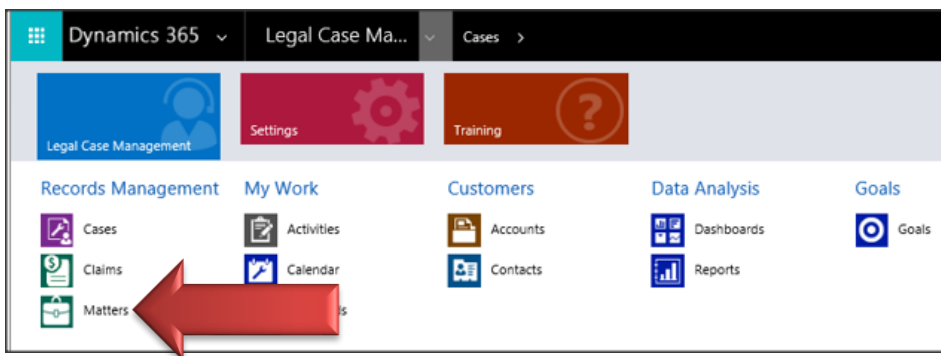 Dynamics 365
Legal Case Ma...
Cases >
Legal Case Management
Settings
Training
?
Records Management
My Work
Customers
Data Analysis
Goals
Cases
Activities
Accounts
Dashboards
Goals
Claims
Calendar
Contacts
Reports
Matters